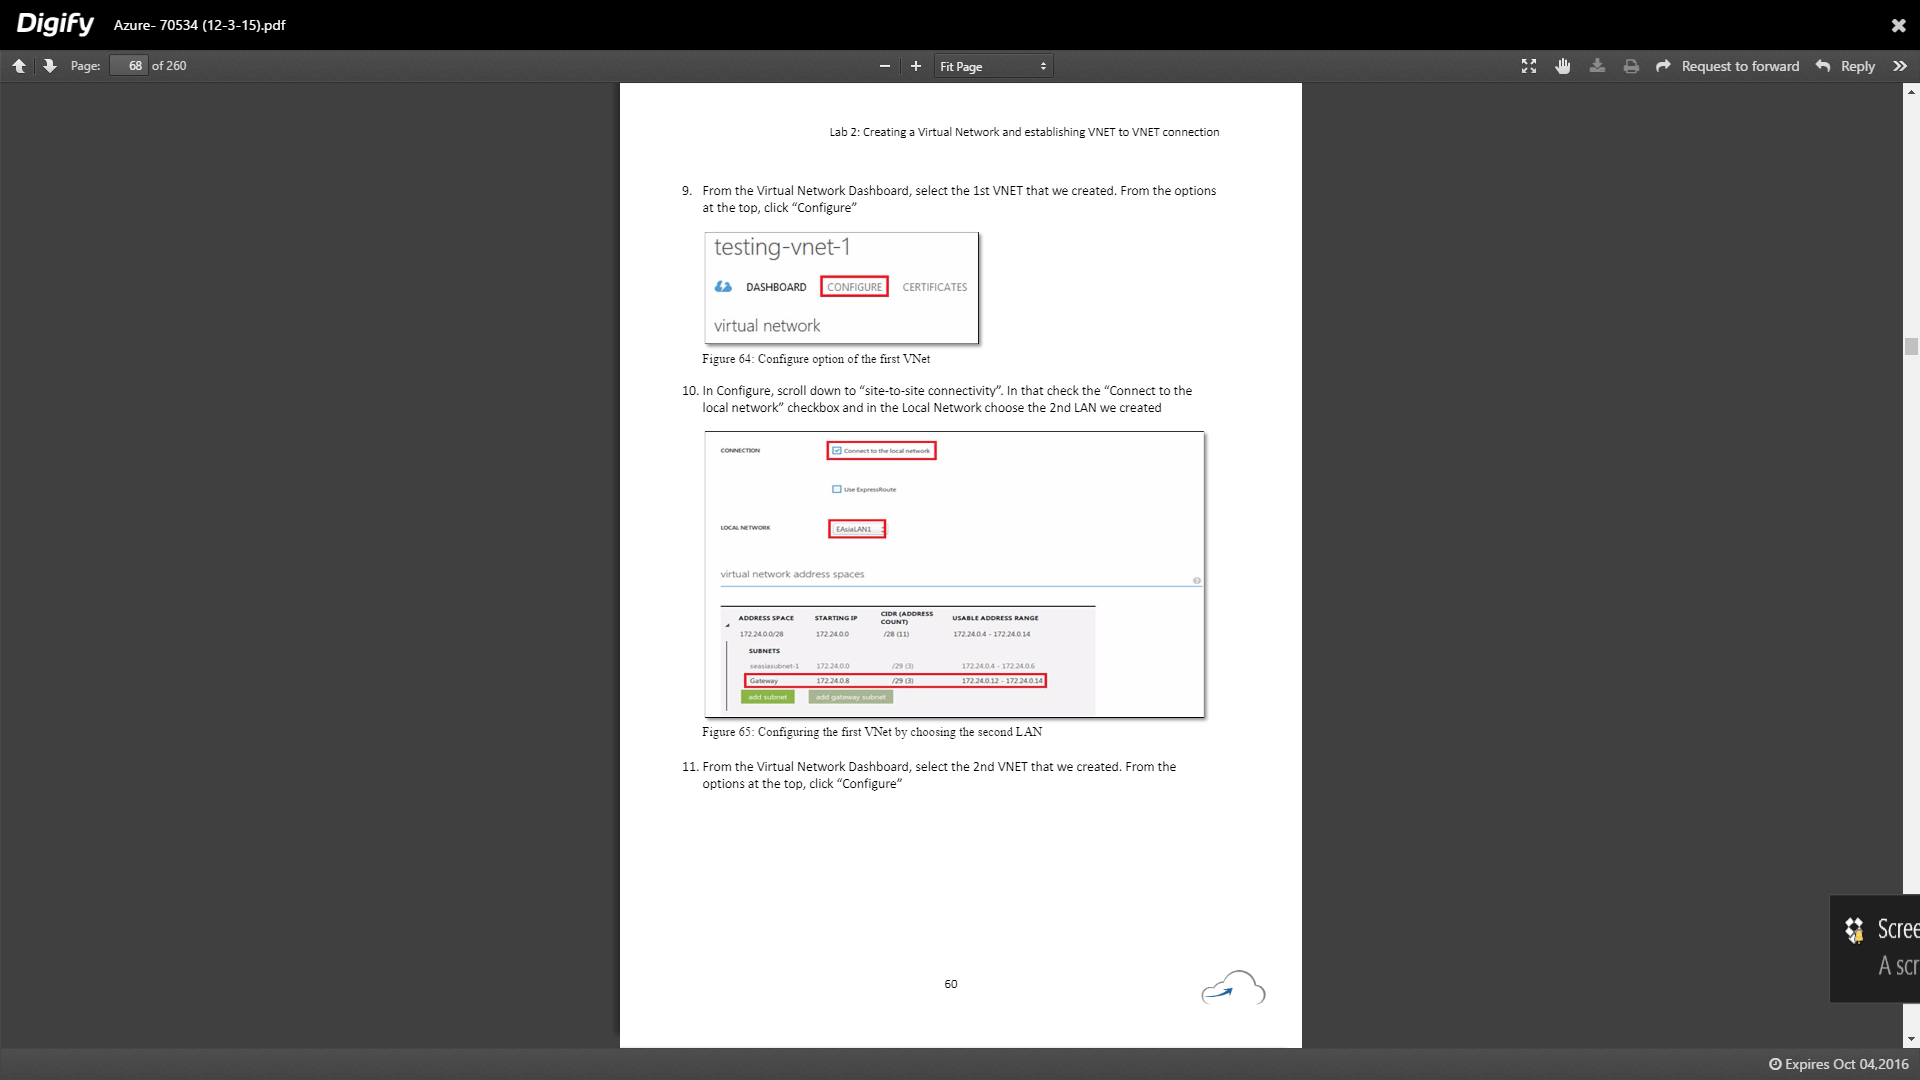 Digify Azure- 70534 (12-3-15).pdf
Page: 68 of 260 Fit Page Request to forward Reply
Lab 2: Creating a Virtual Network and establishing VNET to VNET connection
9. From the Virtual Network Dashboard, select the 1st VNET that we created. From the options
at the top, click “Configure”
testing-vnet-1
DASHBOARD CONFIGURE CERTIFICATES
virtual network
Figure 64: Configure option of the first VNet
10. In Configure, scroll down to “site-to-site connectivity”. In that check the “Connect to the
local network” checkbox and in the Local Network choose the 2nd LAN we created
CONNECTION Connect to the local network
Use ExpressRoute
LOCAL NETWORK EAsiaLAN1
virtual network address spaces
ADDRESS SPACE STARTING IP CIDR (ADDRESS COUNT) USABLE ADDRESS RANGE
172.24.0.0/28 172.24.0.0 /28 (11) 172.24.0.4 - 172.24.0.14
SUBNETS
seasiasubnet-1 172.24.0.0 /29 (3) 172.24.0.4 - 172.24.0.6
Gateway 172.24.0.8 /29 (3) 172.24.0.12 - 172.24.0.14
add subnet add gateway subnet
Figure 65: Configuring the first VNet by choosing the second LAN
11. From the Virtual Network Dashboard, select the 2nd VNET that we created. From the
options at the top, click “Configure”
Scree
A scr
60
Expires Oct 04,2016